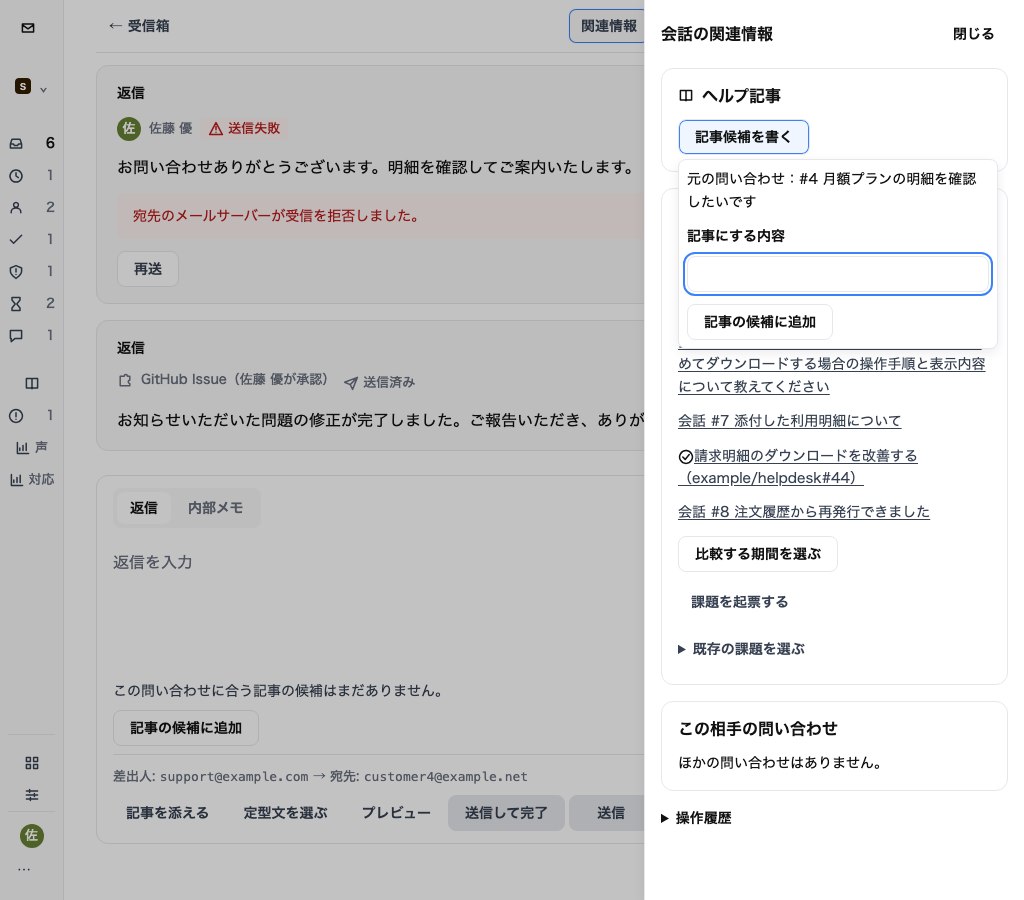 S
6
1
2
1
1
2
1
1
声
対応
佐
…
← 受信箱
関連情報
返信
佐 佐藤 優 送信失敗
お問い合わせありがとうございます。明細を確認してご案内いたします。
宛先のメールサーバーが受信を拒否しました。
再送
返信
GitHub Issue（佐藤 優が承認） 送信済み
お知らせいただいた問題の修正が完了しました。ご報告いただき、ありが
返信 内部メモ
返信を入力
この問い合わせに合う記事の候補はまだありません。
記事の候補に追加
差出人: support@example.com → 宛先: customer4@example.net
記事を添える 定型文を選ぶ プレビュー 送信して完了 送信
会話の関連情報 閉じる
ヘルプ記事
記事候補を書く
元の問い合わせ：#4 月額プランの明細を確認
したいです
記事にする内容
記事の候補に追加
めてダウンロードする場合の操作手順と表示内容
について教えてください
会話 #7 添付した利用明細について
請求明細のダウンロードを改善する
（example/helpdesk#44）
会話 #8 注文履歴から再発行できました
比較する期間を選ぶ
課題を起票する
▶ 既存の課題を選ぶ
この相手の問い合わせ
ほかの問い合わせはありません。
▶ 操作履歴